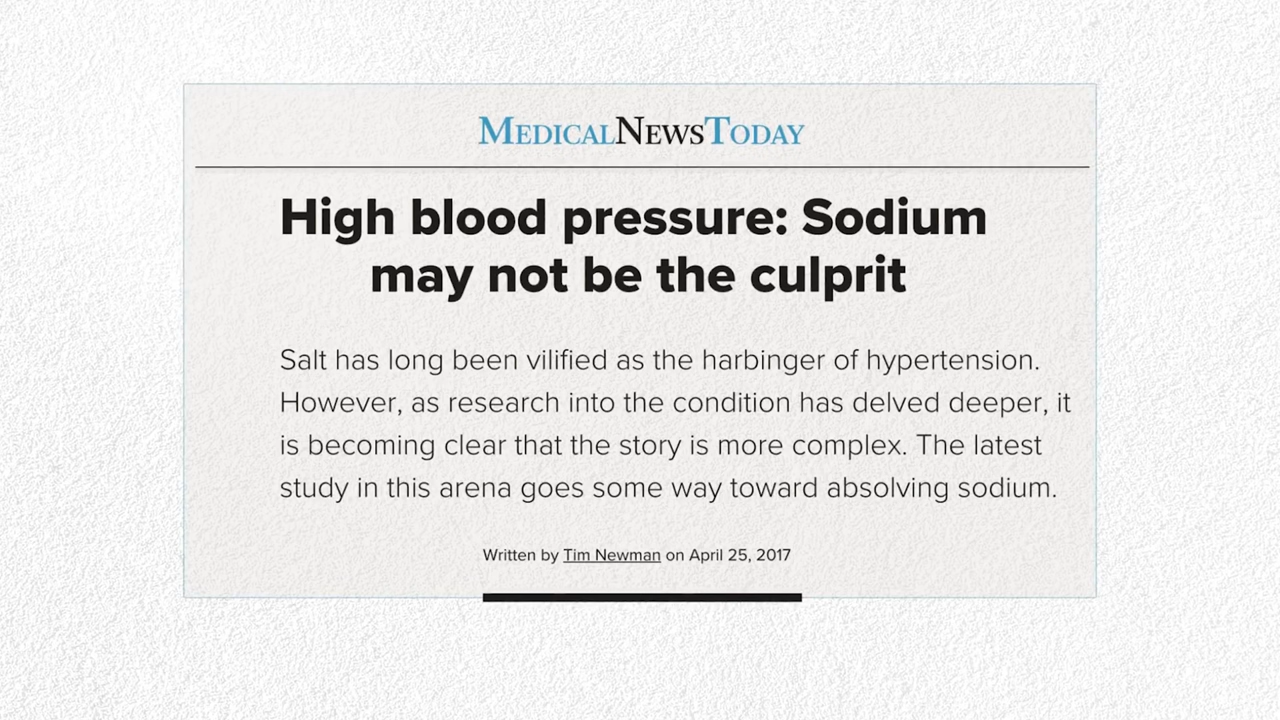 MEDICALNEWSTODAY
High blood pressure: Sodium
may not be the culprit
Salt has long been vilified as the harbinger of hypertension.
However, as research into the condition has delved deeper, it
is becoming clear that the story is more complex. The latest
study in this arena goes some way toward absolving sodium.
Written by Tim Newman on April 25, 2017